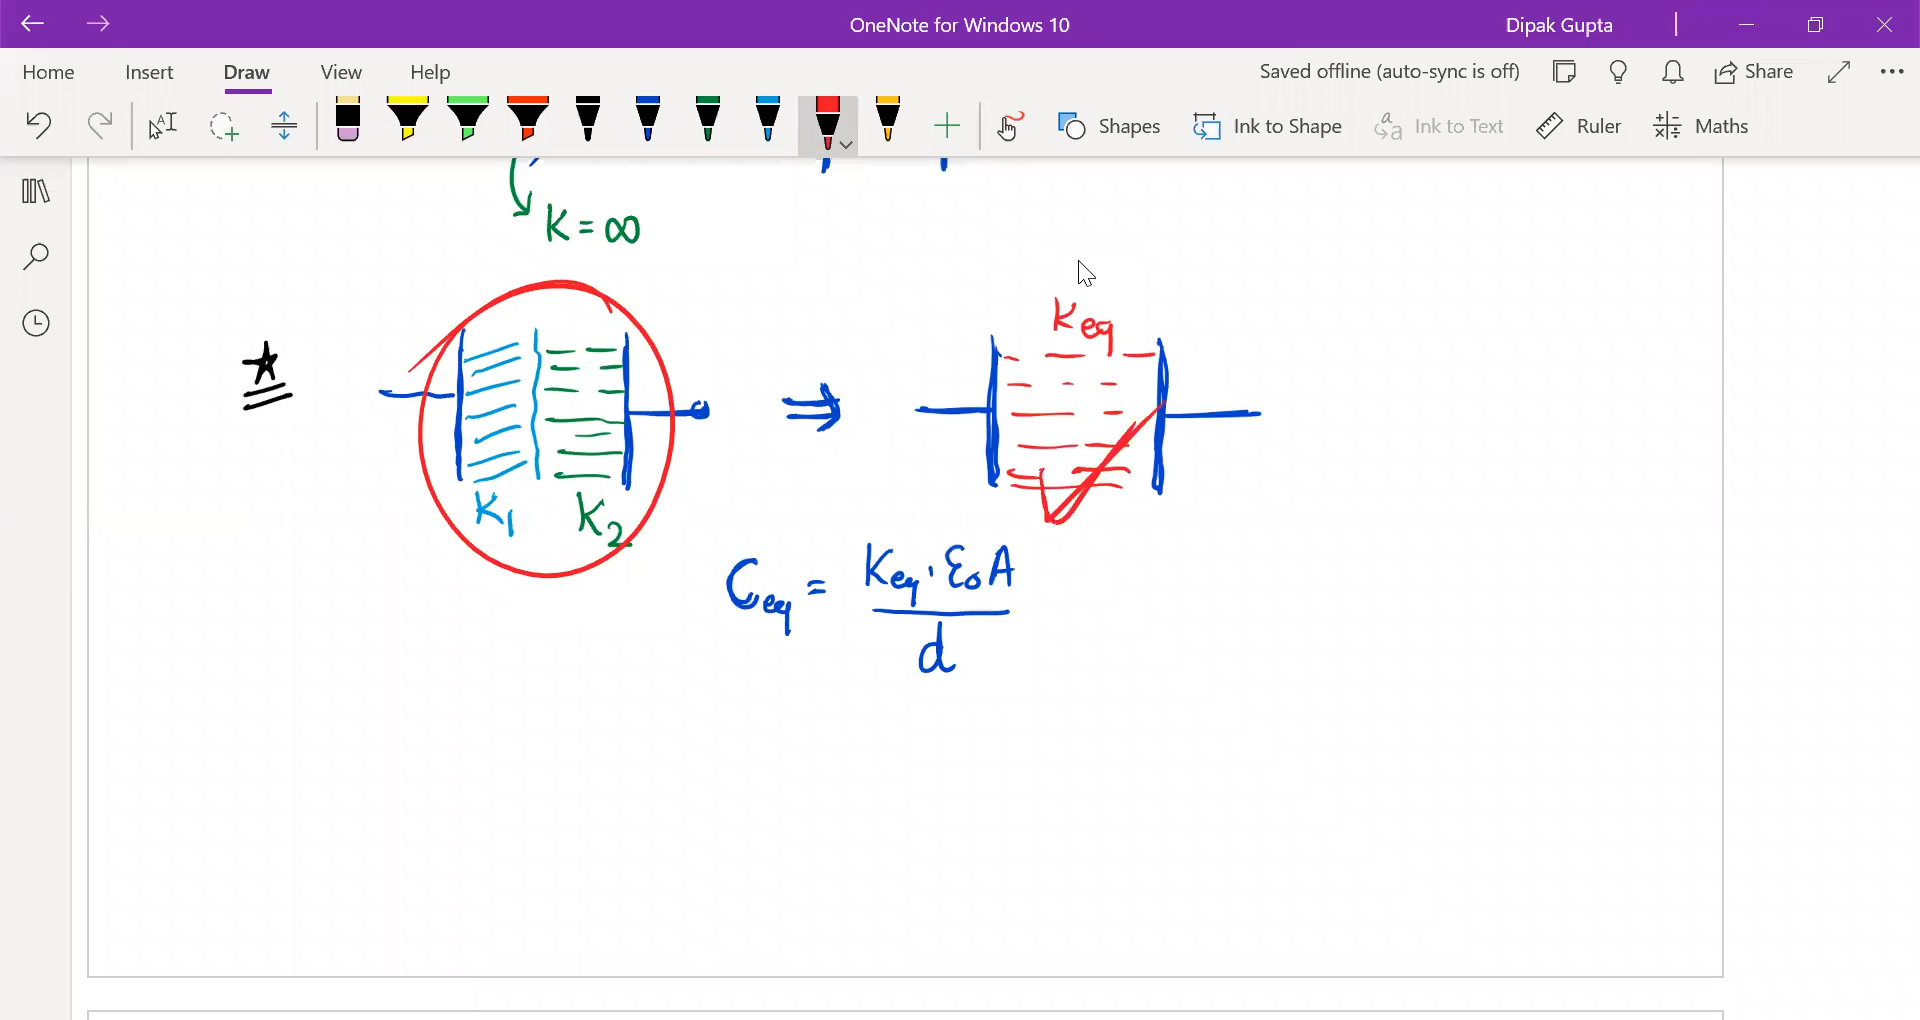 OneNote for Windows 10
Dipak Gupta
Home Insert Draw View Help
Saved offline (auto-sync is off)
Share
Shapes
Ink to Shape
Ink to Text
Ruler
Maths
K = ∞
Keq
K1 K2
⇒
Ceq = Keq · ε0 A
d